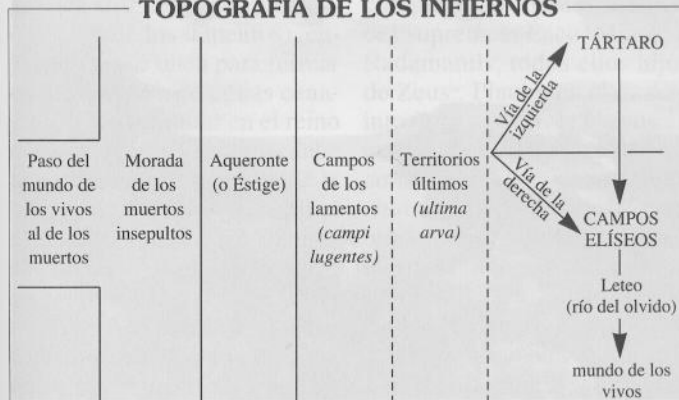 TOPOGRAFÍA DE LOS INFIERNOS
Paso del
mundo de
los vivos
al de los
muertos
Morada
de los
muertos
insepultos
Aqueronte
(o Éstige)
Campos
de los
lamentos
(campi
lugentes)
Territorios
últimos
(ultima
arva)
Vía de la
izquierda
Vía de la
derecha
TÁRTARO
CAMPOS
ELÍSEOS
Leteo
(río del olvido)
mundo de los
vivos